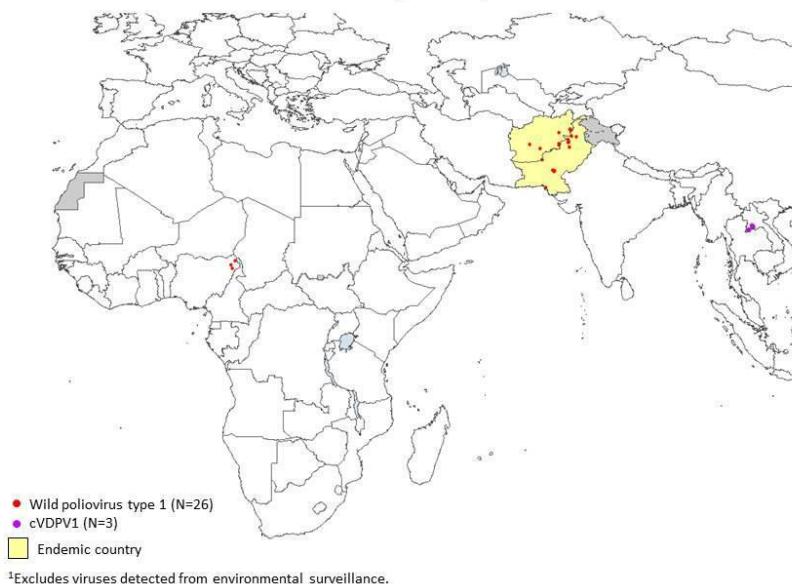 Wild poliovirus type 1 (N=26)
cVDPV1 (N=3)
Endemic country
¹Excludes viruses detected from environmental surveillance.